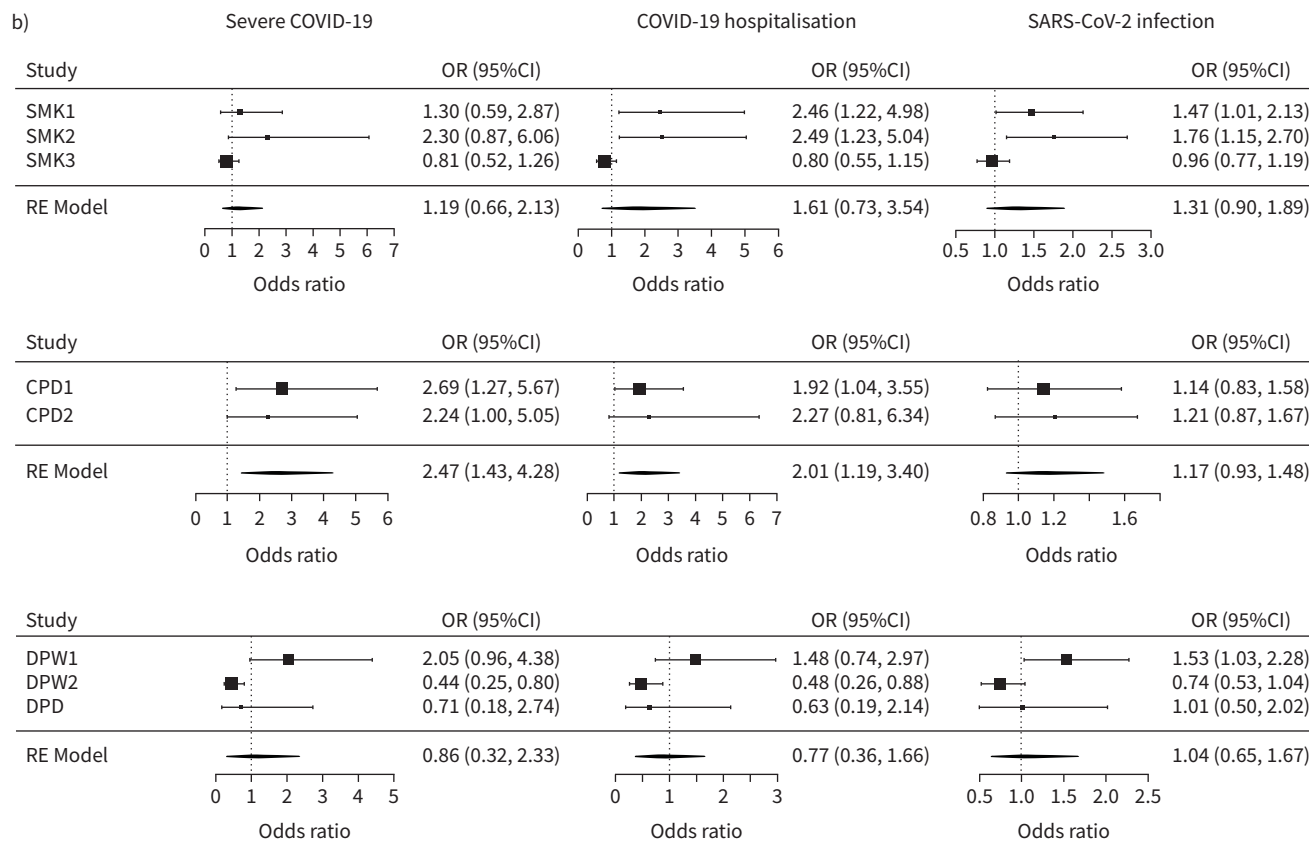 b) Severe COVID-19 COVID-19 hospitalisation SARS-CoV-2 infection
Study OR (95%CI) OR (95%CI) OR (95%CI)
SMK1 1.30 (0.59, 2.87) 2.46 (1.22, 4.98) 1.47 (1.01, 2.13)
SMK2 2.30 (0.87, 6.06) 2.49 (1.23, 5.04) 1.76 (1.15, 2.70)
SMK3 0.81 (0.52, 1.26) 0.80 (0.55, 1.15) 0.96 (0.77, 1.19)
RE Model 1.19 (0.66, 2.13) 1.61 (0.73, 3.54) 1.31 (0.90, 1.89)
0 1 2 3 4 5 6 7 0 1 2 3 4 5 6 0.5 1.0 1.5 2.0 2.5 3.0
Odds ratio Odds ratio Odds ratio
Study OR (95%CI) OR (95%CI) OR (95%CI)
CPD1 2.69 (1.27, 5.67) 1.92 (1.04, 3.55) 1.14 (0.83, 1.58)
CPD2 2.24 (1.00, 5.05) 2.27 (0.81, 6.34) 1.21 (0.87, 1.67)
RE Model 2.47 (1.43, 4.28) 2.01 (1.19, 3.40) 1.17 (0.93, 1.48)
0 1 2 3 4 5 6 0 1 2 3 4 5 6 7 0.8 1.0 1.2 1.6
Odds ratio Odds ratio Odds ratio
Study OR (95%CI) OR (95%CI) OR (95%CI)
DPW1 2.05 (0.96, 4.38) 1.48 (0.74, 2.97) 1.53 (1.03, 2.28)
DPW2 0.44 (0.25, 0.80) 0.48 (0.26, 0.88) 0.74 (0.53, 1.04)
DPD 0.71 (0.18, 2.74) 0.63 (0.19, 2.14) 1.01 (0.50, 2.02)
RE Model 0.86 (0.32, 2.33) 0.77 (0.36, 1.66) 1.04 (0.65, 1.67)
0 1 2 3 4 5 0 1 2 3 0.5 1.0 1.5 2.0 2.5
Odds ratio Odds ratio Odds ratio